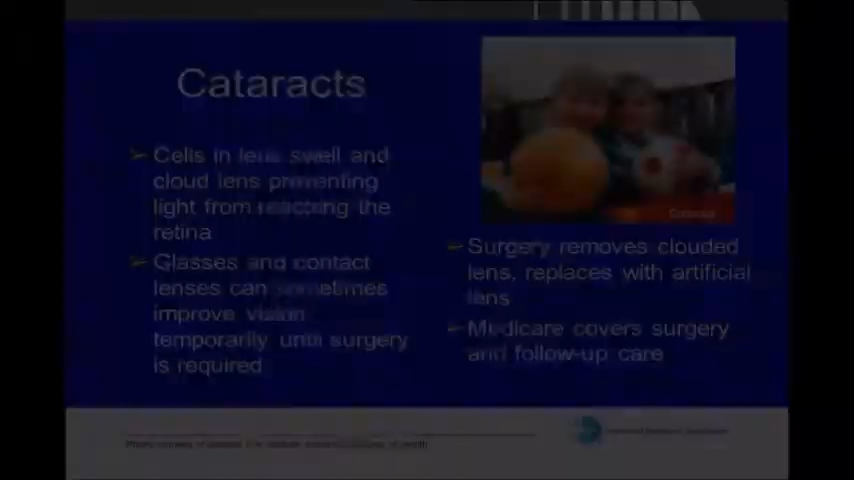 Cataracts
➢ Cells in lens swell and
cloud lens preventing
light from reaching the
retina
➢ Glasses and contact
lenses can sometimes
improve vision
temporarily until surgery
is required
Cataract
➢ Surgery removes clouded
lens, replaces with artificial
lens
➢ Medicare covers surgery
and follow-up care